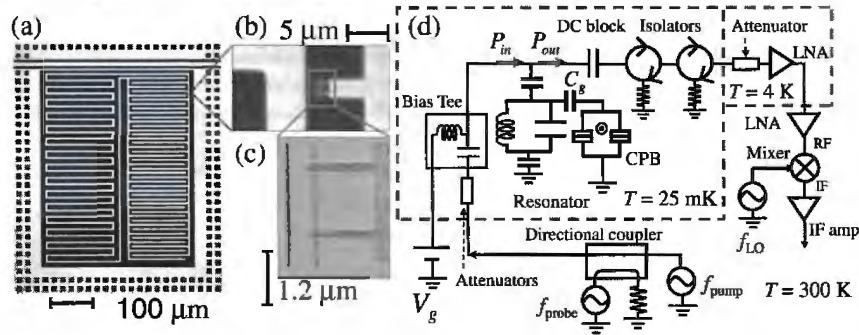 (a)
100 µm
(b)
5 µm
(c)
1.2 µm
(d)
DC block
Isolators
Attenuator
P_in
P_out
LNA
C_g
T = 4 K
Bias Tee
LNA
RF
CPB
Mixer
IF
Resonator
T = 25 mK
f_LO
IF amp
Directional coupler
Attenuators
V_g
f_probe
f_pump
T = 300 K